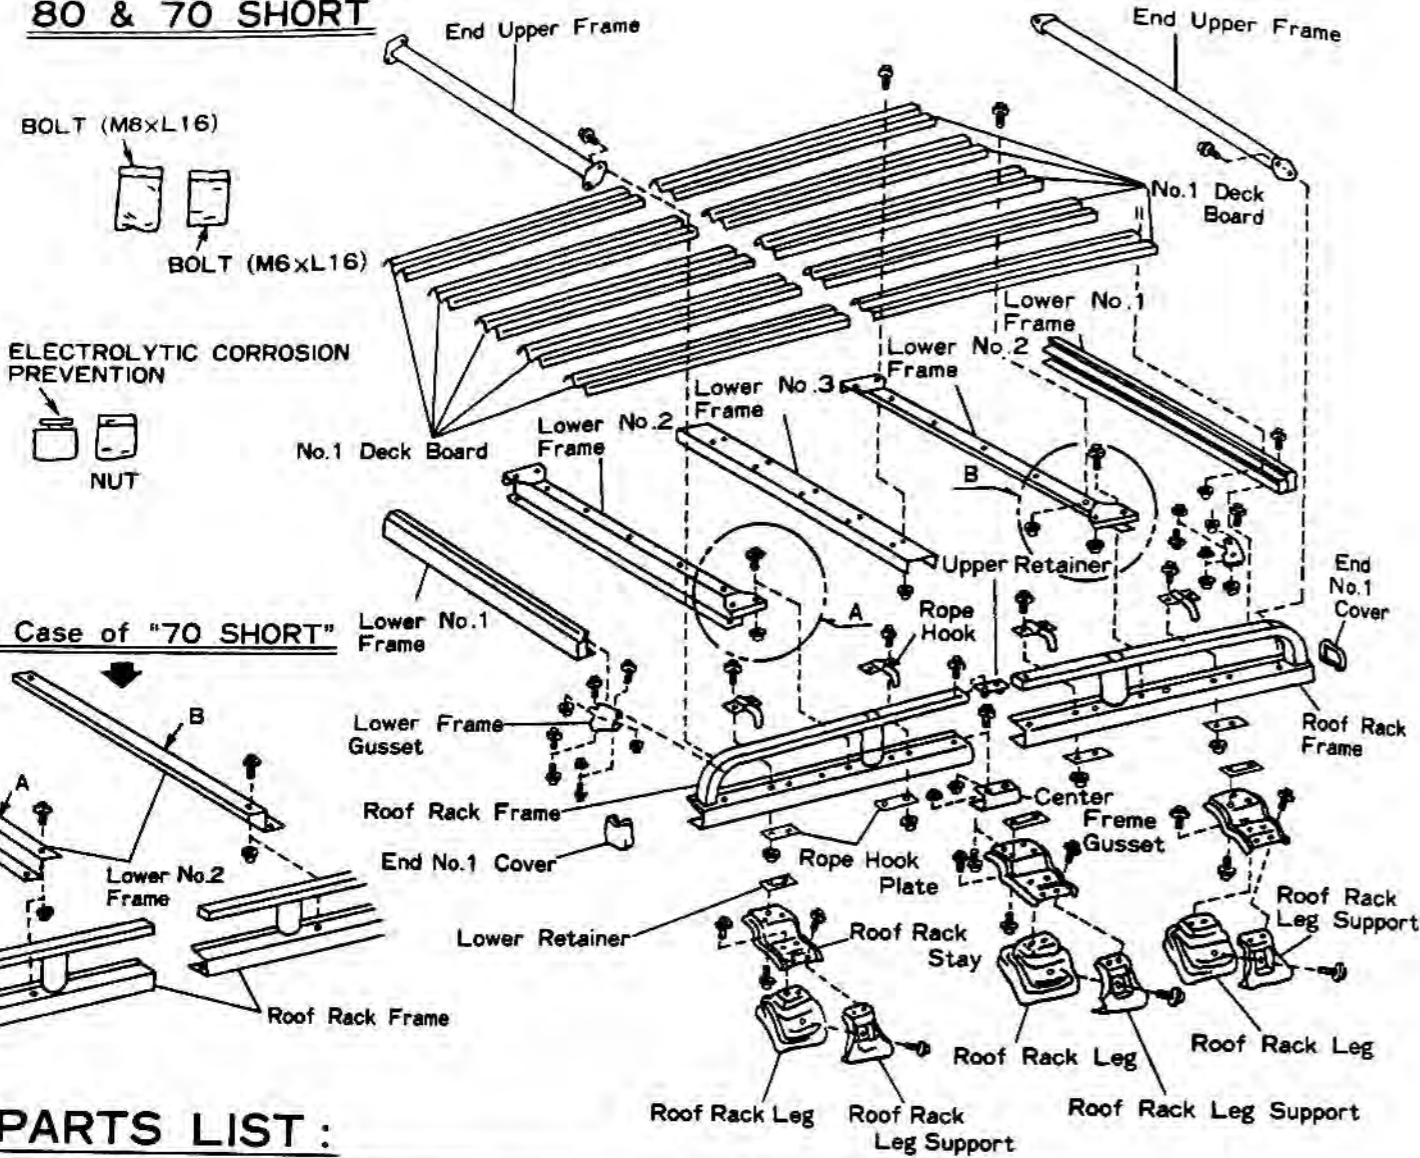 80 & 70 SHORT
End Upper Frame
End Upper Frame
BOLT (M8xL16)
BOLT (M6xL16)
No.1 Deck
Board
ELECTROLYTIC CORROSION
PREVENTION
NUT
No.1 Deck Board
Lower No.2
Frame
Lower No.3
Frame
Lower No.2
Frame
Lower No.1
Frame
B
A
Upper Retainer
Rope
Hook
End
No.1
Cover
Lower No.1
Frame
Case of "70 SHORT"
B
A
Lower No.2
Frame
Roof Rack Frame
Lower Frame
Gusset
Roof Rack Frame
End No.1 Cover
Roof Rack
Frame
Center
Freme
Gusset
Rope Hook
Plate
Lower Retainer
Roof Rack
Stay
Roof Rack
Leg Support
Roof Rack Leg
Roof Rack Leg
Roof Rack Leg
Roof Rack
Leg Support
Roof Rack Leg Support
PARTS LIST :